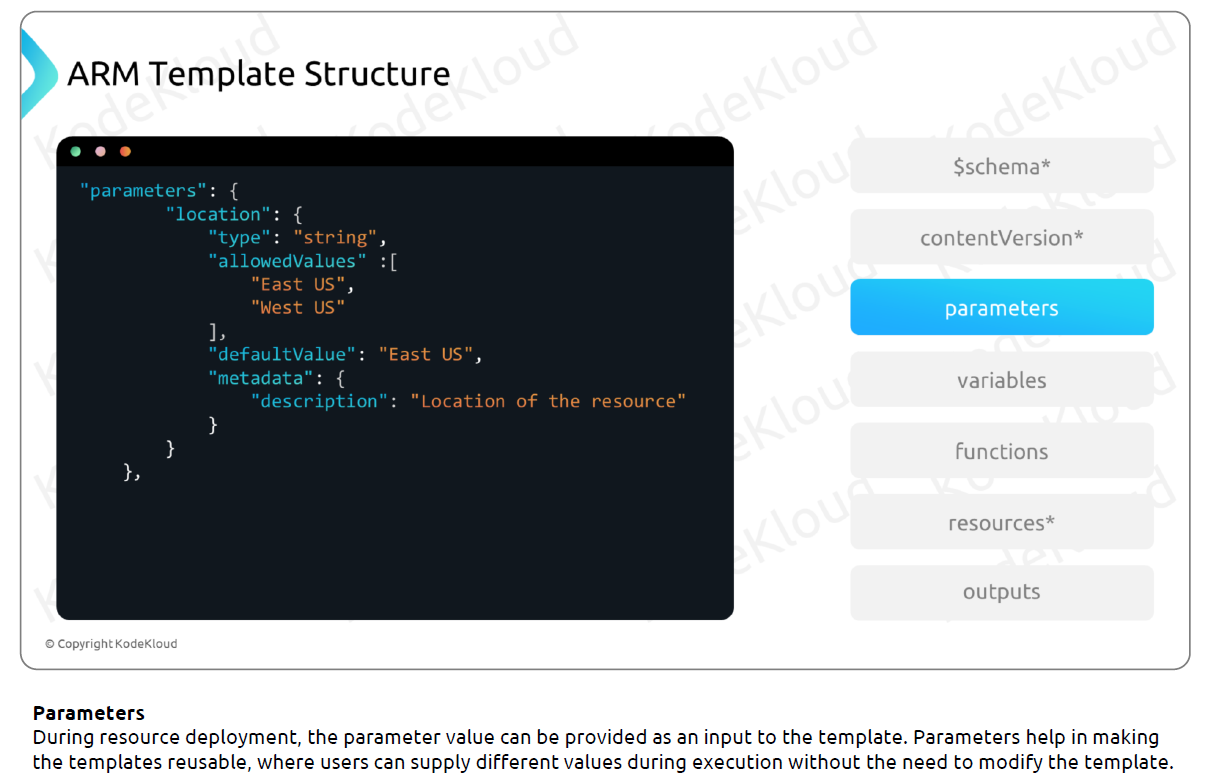 ARM Template Structure
"parameters": {
"location": {
"type": "string",
"allowedValues" :[
"East US",
"West US"
],
"defaultValue": "East US",
"metadata": {
"description": "Location of the resource"
}
}
},
$schema*
contentVersion*
parameters
variables
functions
resources*
outputs
© Copyright KodeKloud
Parameters
During resource deployment, the parameter value can be provided as an input to the template. Parameters help in making
the templates reusable, where users can supply different values during execution without the need to modify the template.